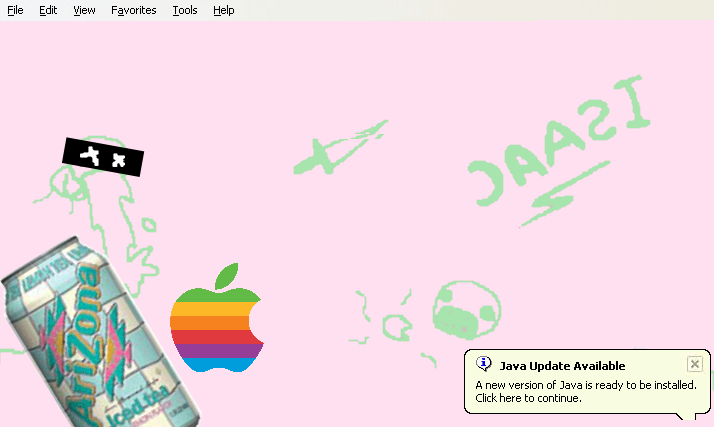 File Edit View Favorites Tools Help
ISAAC
AriZona
iced tea
Java Update Available
A new version of Java is ready to be installed.
Click here to continue.